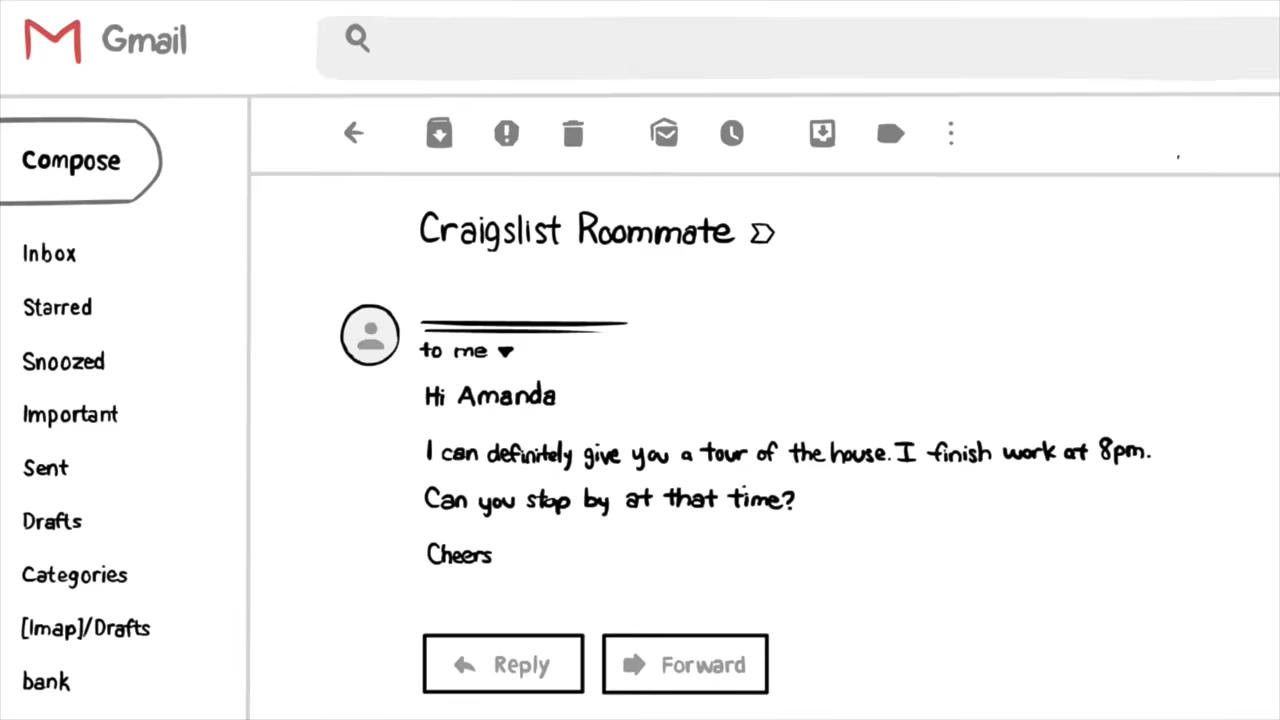 Gmail
Compose
Inbox
Starred
Snoozed
Important
Sent
Drafts
Categories
[Imap]/Drafts
bank
Craigslist Roommate
to me
Hi Amanda
I can definitely give you a tour of the house. I finish work at 8pm.
Can you stop by at that time?
Cheers
Reply
Forward